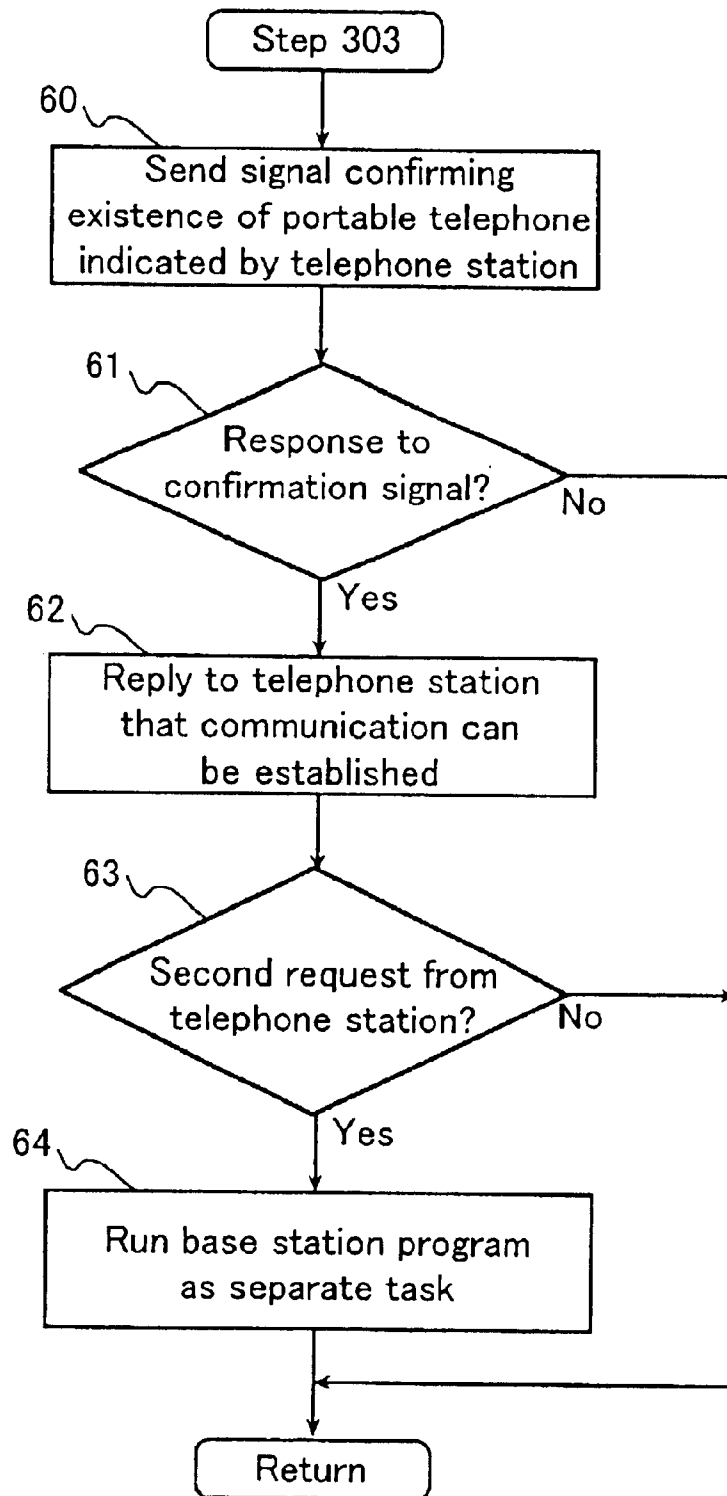 Step 303
60
Send signal confirming
existence of portable telephone
indicated by telephone station
61
Response to
confirmation signal?
No
Yes
62
Reply to telephone station
that communication can
be established
63
Second request from
telephone station?
No
Yes
64
Run base station program
as separate task
Return